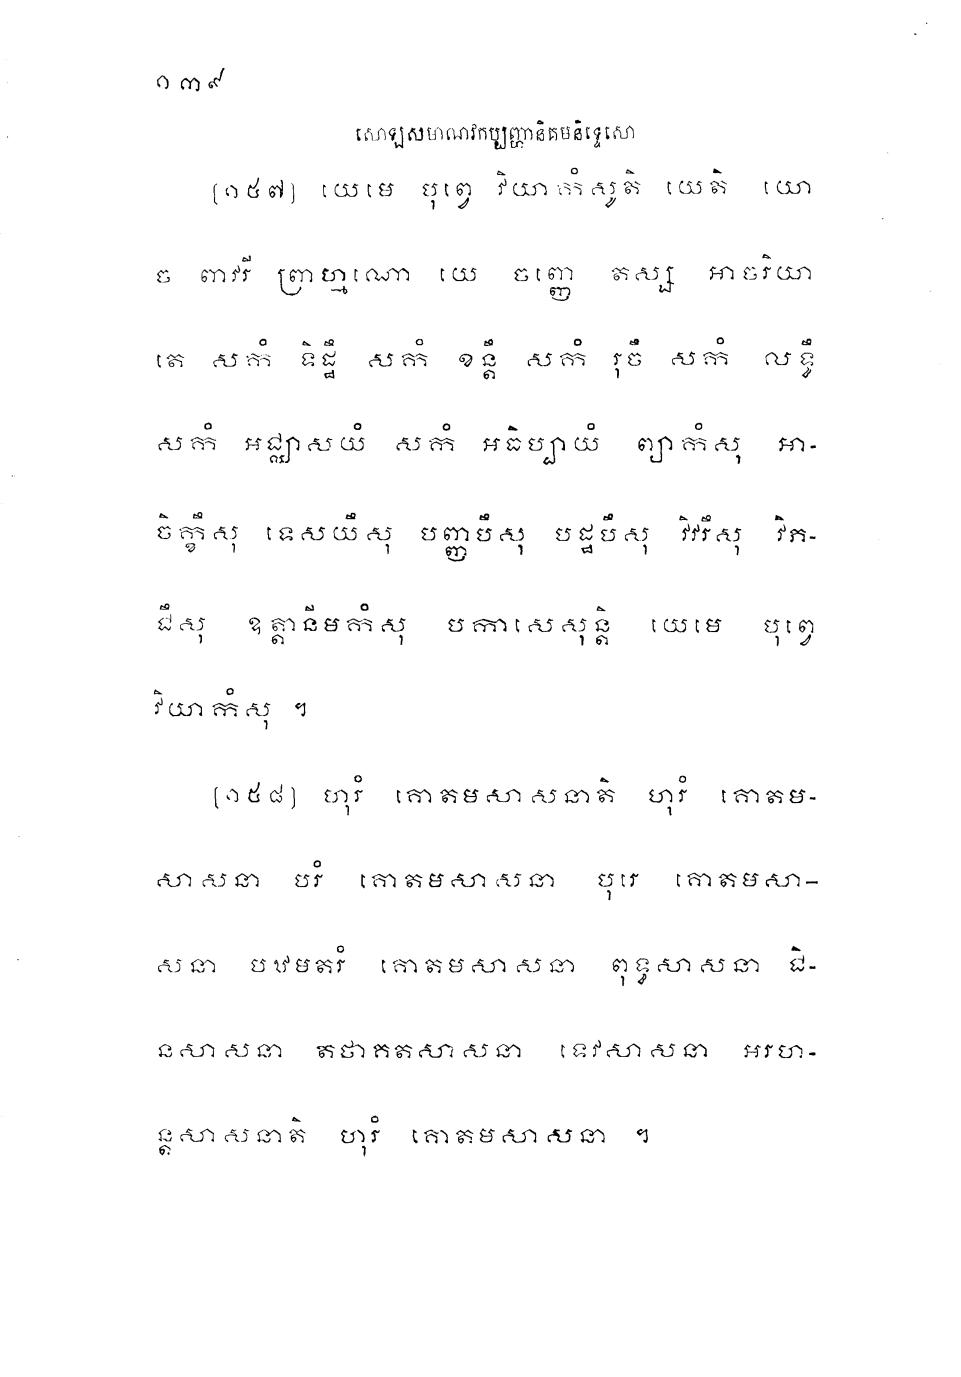 ១៣៩
សោឡសមាណវកប្បញ្ហានិគមនិទ្ទេសោ
[១៥៧] យេមេ បុព្វេ វិយាកំសូតិ យេតិ យោ
ច ពាវរី ព្រាហ្មណោ យេ ចញ្ញេ តស្ស អាចរិយា
តេ សកំ ទិដ្ឋឹ សកំ ខន្តឹ សកំ រុចឹ សកំ លទ្ធឹ
សកំ អជ្ឈាសយំ សកំ អធិប្បាយំ ព្យាកំសុ អា-
ចិក្ខឹសុ ទេសយឹសុ បញ្ញបឹសុ បដ្ឋបឹសុ វិវរឹសុ វិភ-
ជឹសុ ឧត្តានីមកំសុ បកាសេសុន្តិ យេមេ បុព្វេ
វិយាកំសុ ។
[១៥៨] ហុរំ គោតមសាសនាតិ ហុរំ គោតម-
សាសនា បរំ គោតមសាសនា បុរេ គោតមសា-
សនា បឋមតរំ គោតមសាសនា ពុទ្ធសាសនា ជិ-
នសាសនា តថាគតសាសនា ទេវសាសនា អរហ-
ន្តសាសនាតិ ហុរំ គោតមសាសនា ។